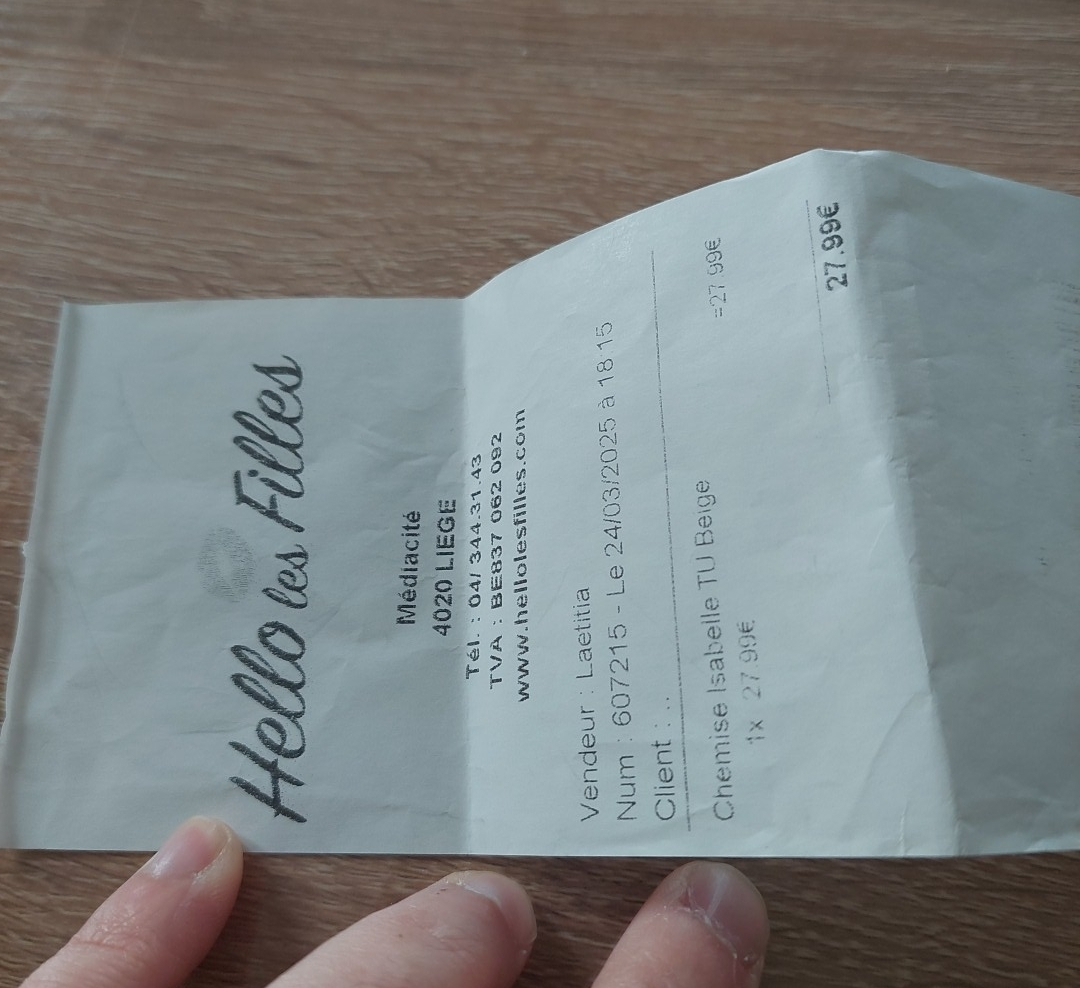 Hello les Filles
Médiacité
4020 LIEGE
Tél. : 04/ 344.31.43
TVA : BE837 062 092
www.hellolesfilles.com
Vendeur : Laetitia
Num : 607215 - Le 24/03/2025 à 18:15
Client : ..
Chemise Isabelle TU Beige =27.99€
1x 27.99€
27.99€